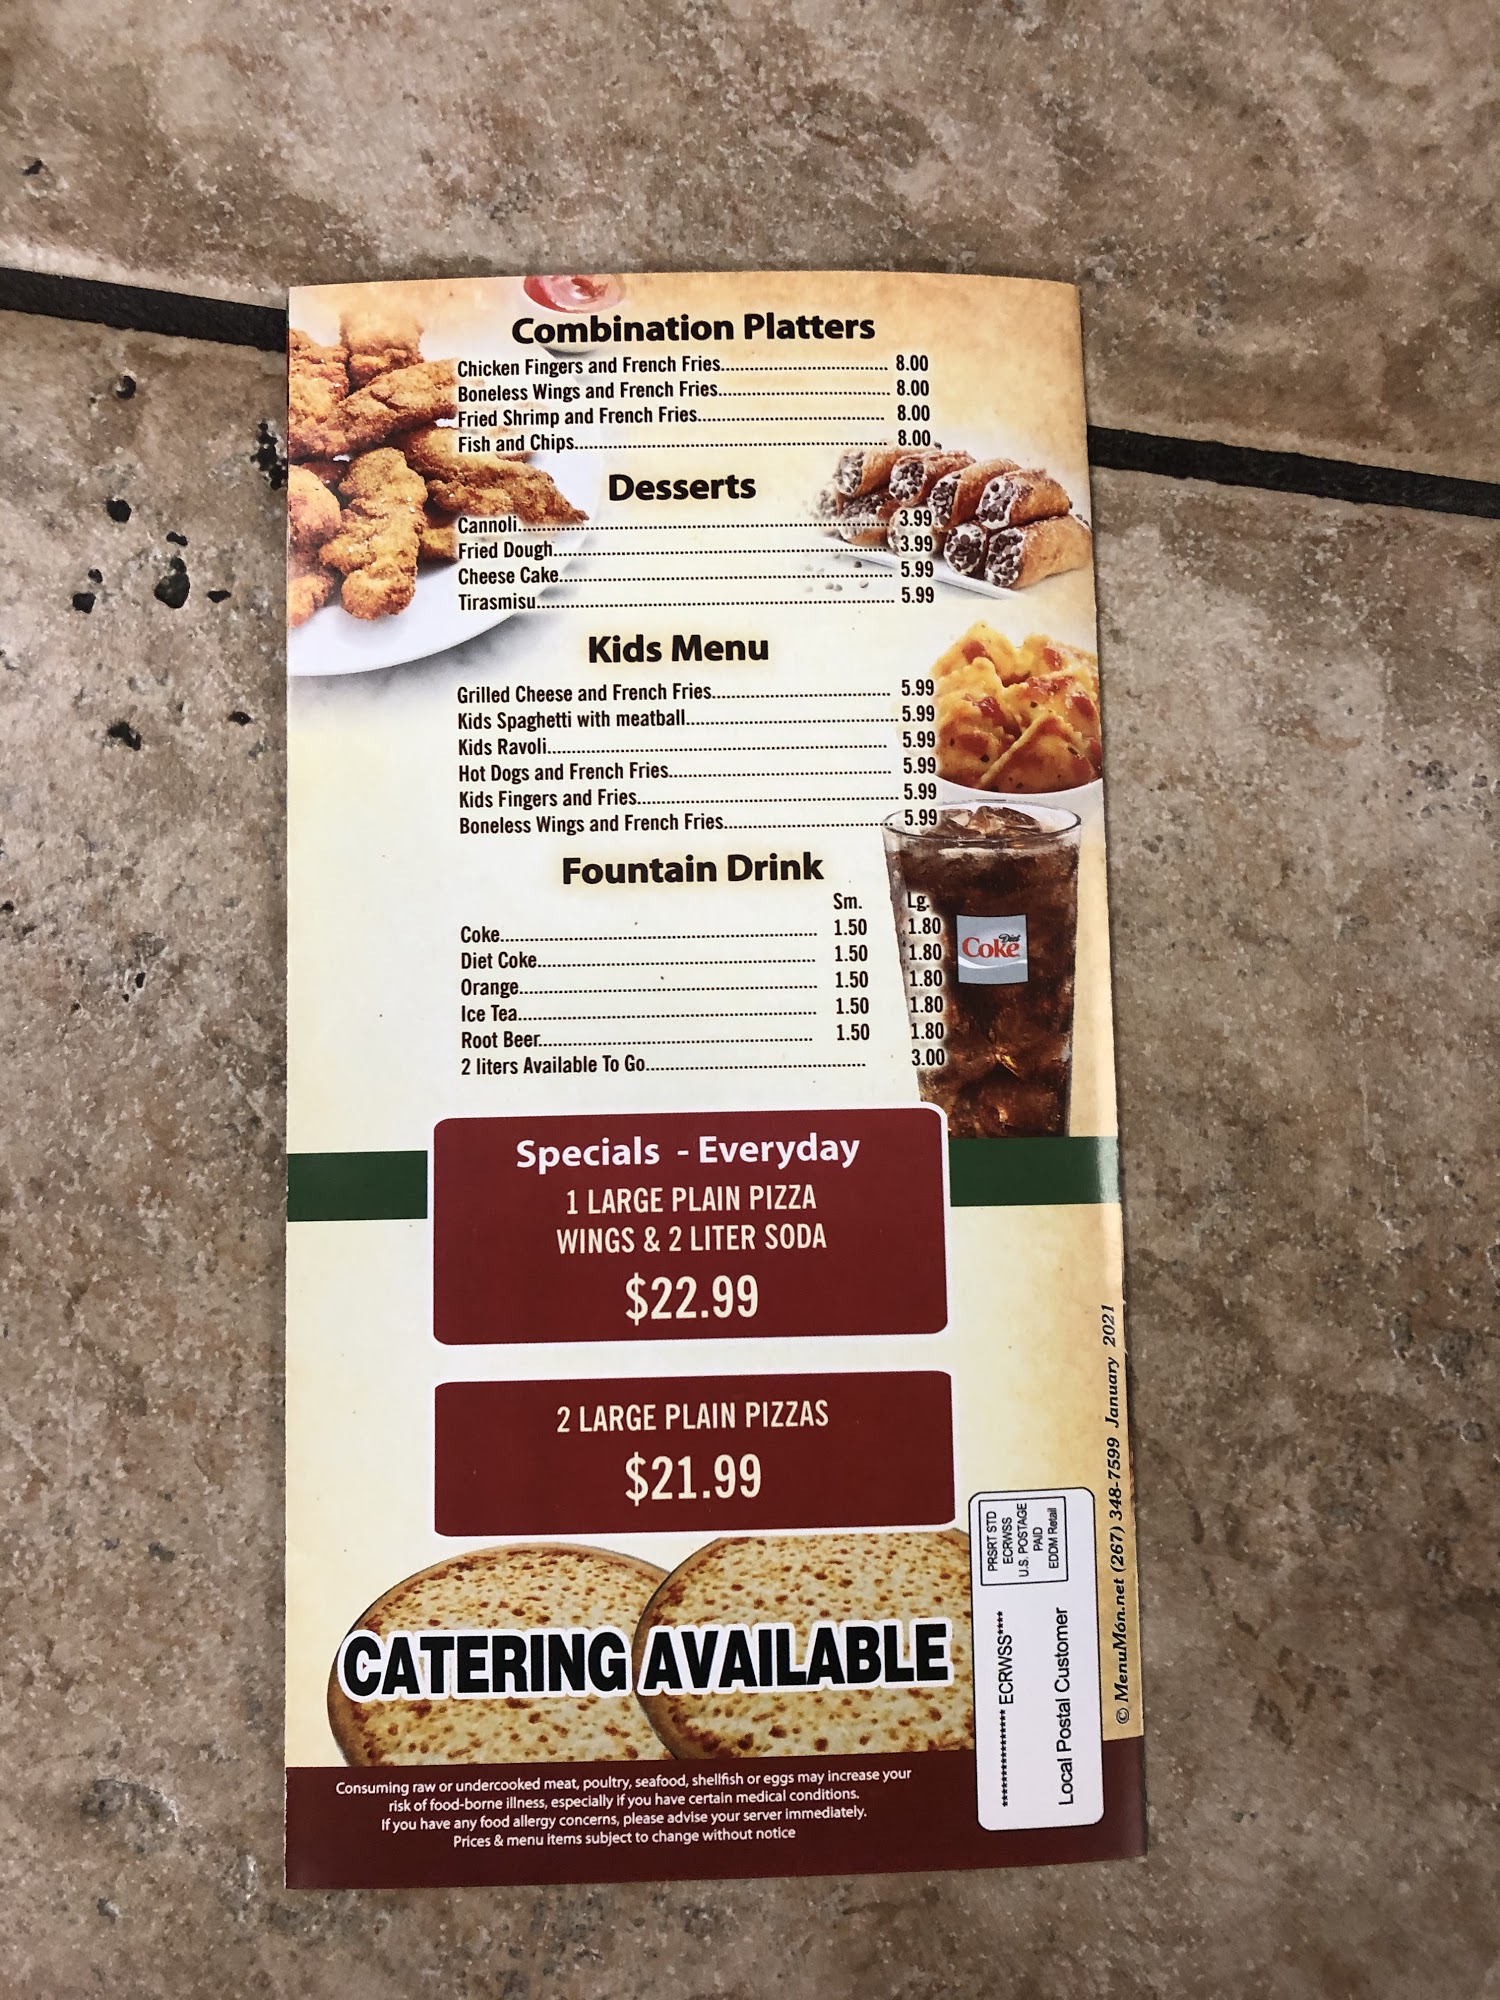 Combination Platters
Chicken Fingers and French Fries................................ 8.00
Boneless Wings and French Fries................................ 8.00
Fried Shrimp and French Fries................................ 8.00
Fish and Chips................................ 8.00
Desserts
Cannoli................................ 3.99
Fried Dough................................ 3.99
Cheese Cake................................ 5.99
Tirasmisu................................ 5.99
Kids Menu
Grilled Cheese and French Fries................................ 5.99
Kids Spaghetti with meatball................................ 5.99
Kids Ravoli................................ 5.99
Hot Dogs and French Fries................................ 5.99
Kids Fingers and Fries................................ 5.99
Boneless Wings and French Fries................................ 5.99
Fountain Drink
Sm. Lg.
Coke................................ 1.50 1.80
Diet Coke................................ 1.50 1.80
Orange................................ 1.50 1.80
Ice Tea................................ 1.50 1.80
Root Beer................................ 1.50 1.80
2 liters Available To Go................................ 3.00
Diet
Coke
Specials - Everyday
1 LARGE PLAIN PIZZA
WINGS & 2 LITER SODA
$22.99
2 LARGE PLAIN PIZZAS
$21.99
CATERING AVAILABLE
Consuming raw or undercooked meat, poultry, seafood, shellfish or eggs may increase your
risk of food-borne illness, especially if you have certain medical conditions.
If you have any food allergy concerns, please advise your server immediately.
Prices & menu items subject to change without notice
PRSRT STD
ECRWSS
U.S. POSTAGE
PAID
EDDM Retail
**************** ECRWSS****
Local Postal Customer
© MenuMón.net (267) 348-7599 January 2021